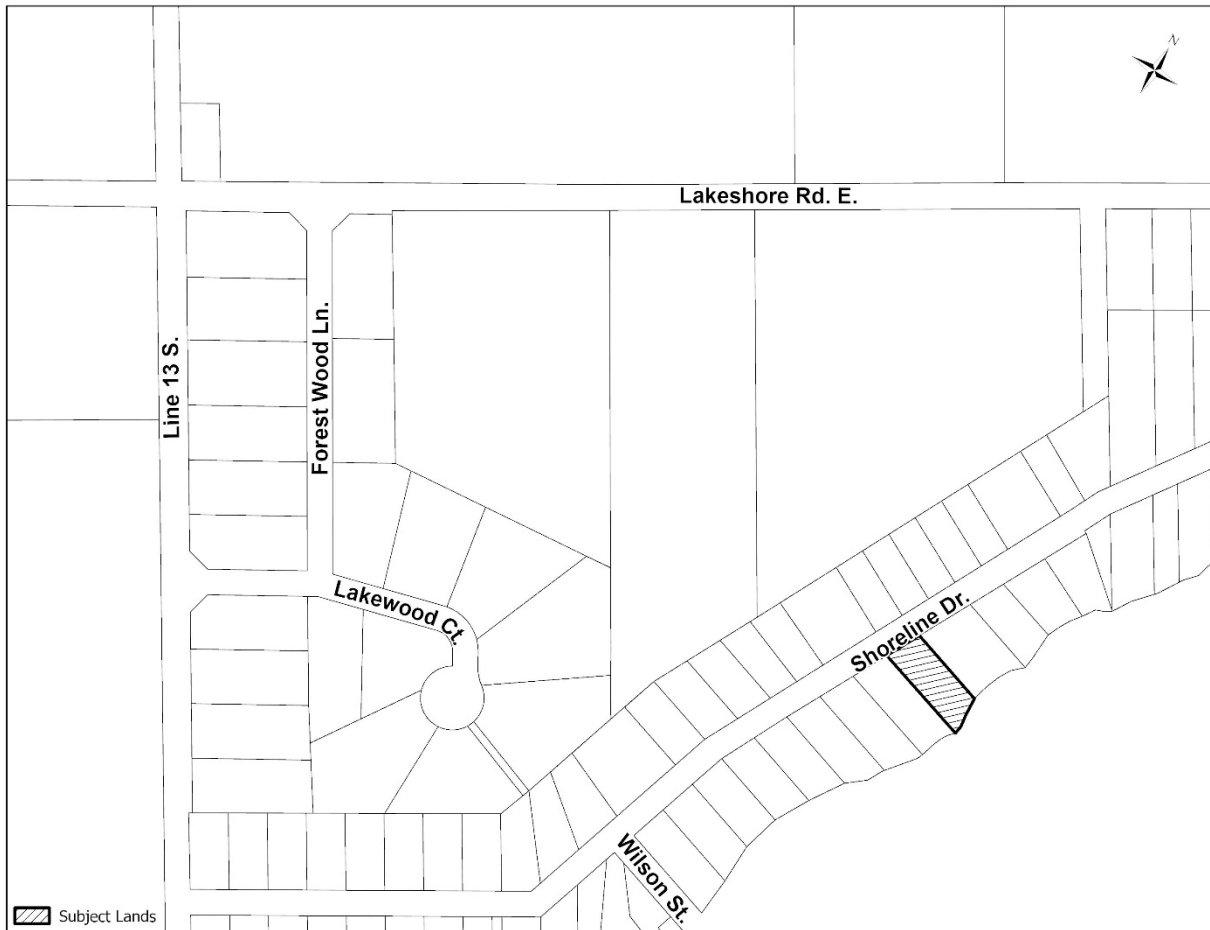 N
Lakeshore Rd. E.
Line 13 S.
Forest Wood Ln.
Lakewood Ct.
Shoreline Dr.
Wilson St.
Subject Lands